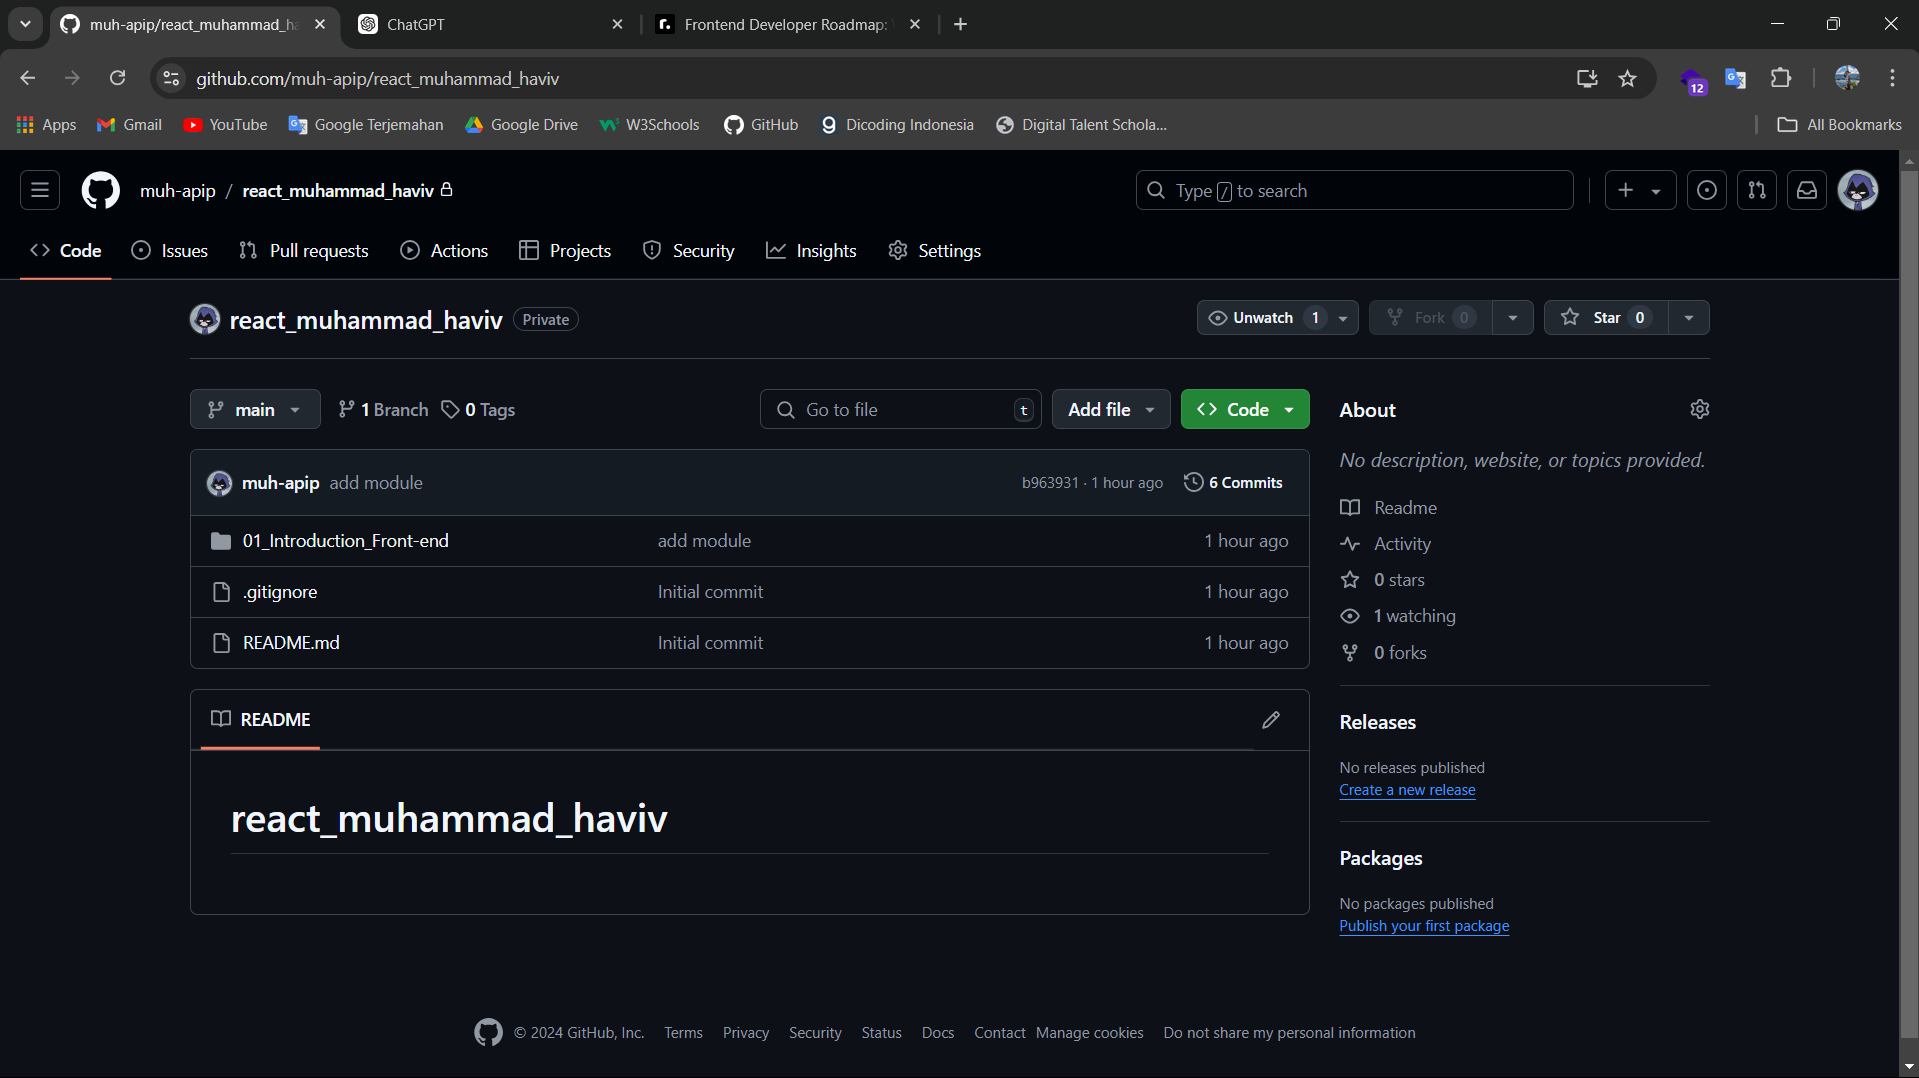 muh-apip/react_muhammad_ha
ChatGPT
Frontend Developer Roadmap:
github.com/muh-apip/react_muhammad_haviv
12
Apps
Gmail
YouTube
Google Terjemahan
Google Drive
W3Schools
GitHub
Dicoding Indonesia
Digital Talent Schola...
All Bookmarks
muh-apip / react_muhammad_haviv
Type / to search
Code
Issues
Pull requests
Actions
Projects
Security
Insights
Settings
react_muhammad_haviv
Private
Unwatch 1
Fork 0
Star 0
main
1 Branch
0 Tags
Go to file
t
Add file
Code
muh-apip add module
b963931 · 1 hour ago
6 Commits
01_Introduction_Front-end
add module
1 hour ago
.gitignore
Initial commit
1 hour ago
README.md
Initial commit
1 hour ago
README
react_muhammad_haviv
About
No description, website, or topics provided.
Readme
Activity
0 stars
1 watching
0 forks
Releases
No releases published
Create a new release
Packages
No packages published
Publish your first package
© 2024 GitHub, Inc.
Terms
Privacy
Security
Status
Docs
Contact
Manage cookies
Do not share my personal information